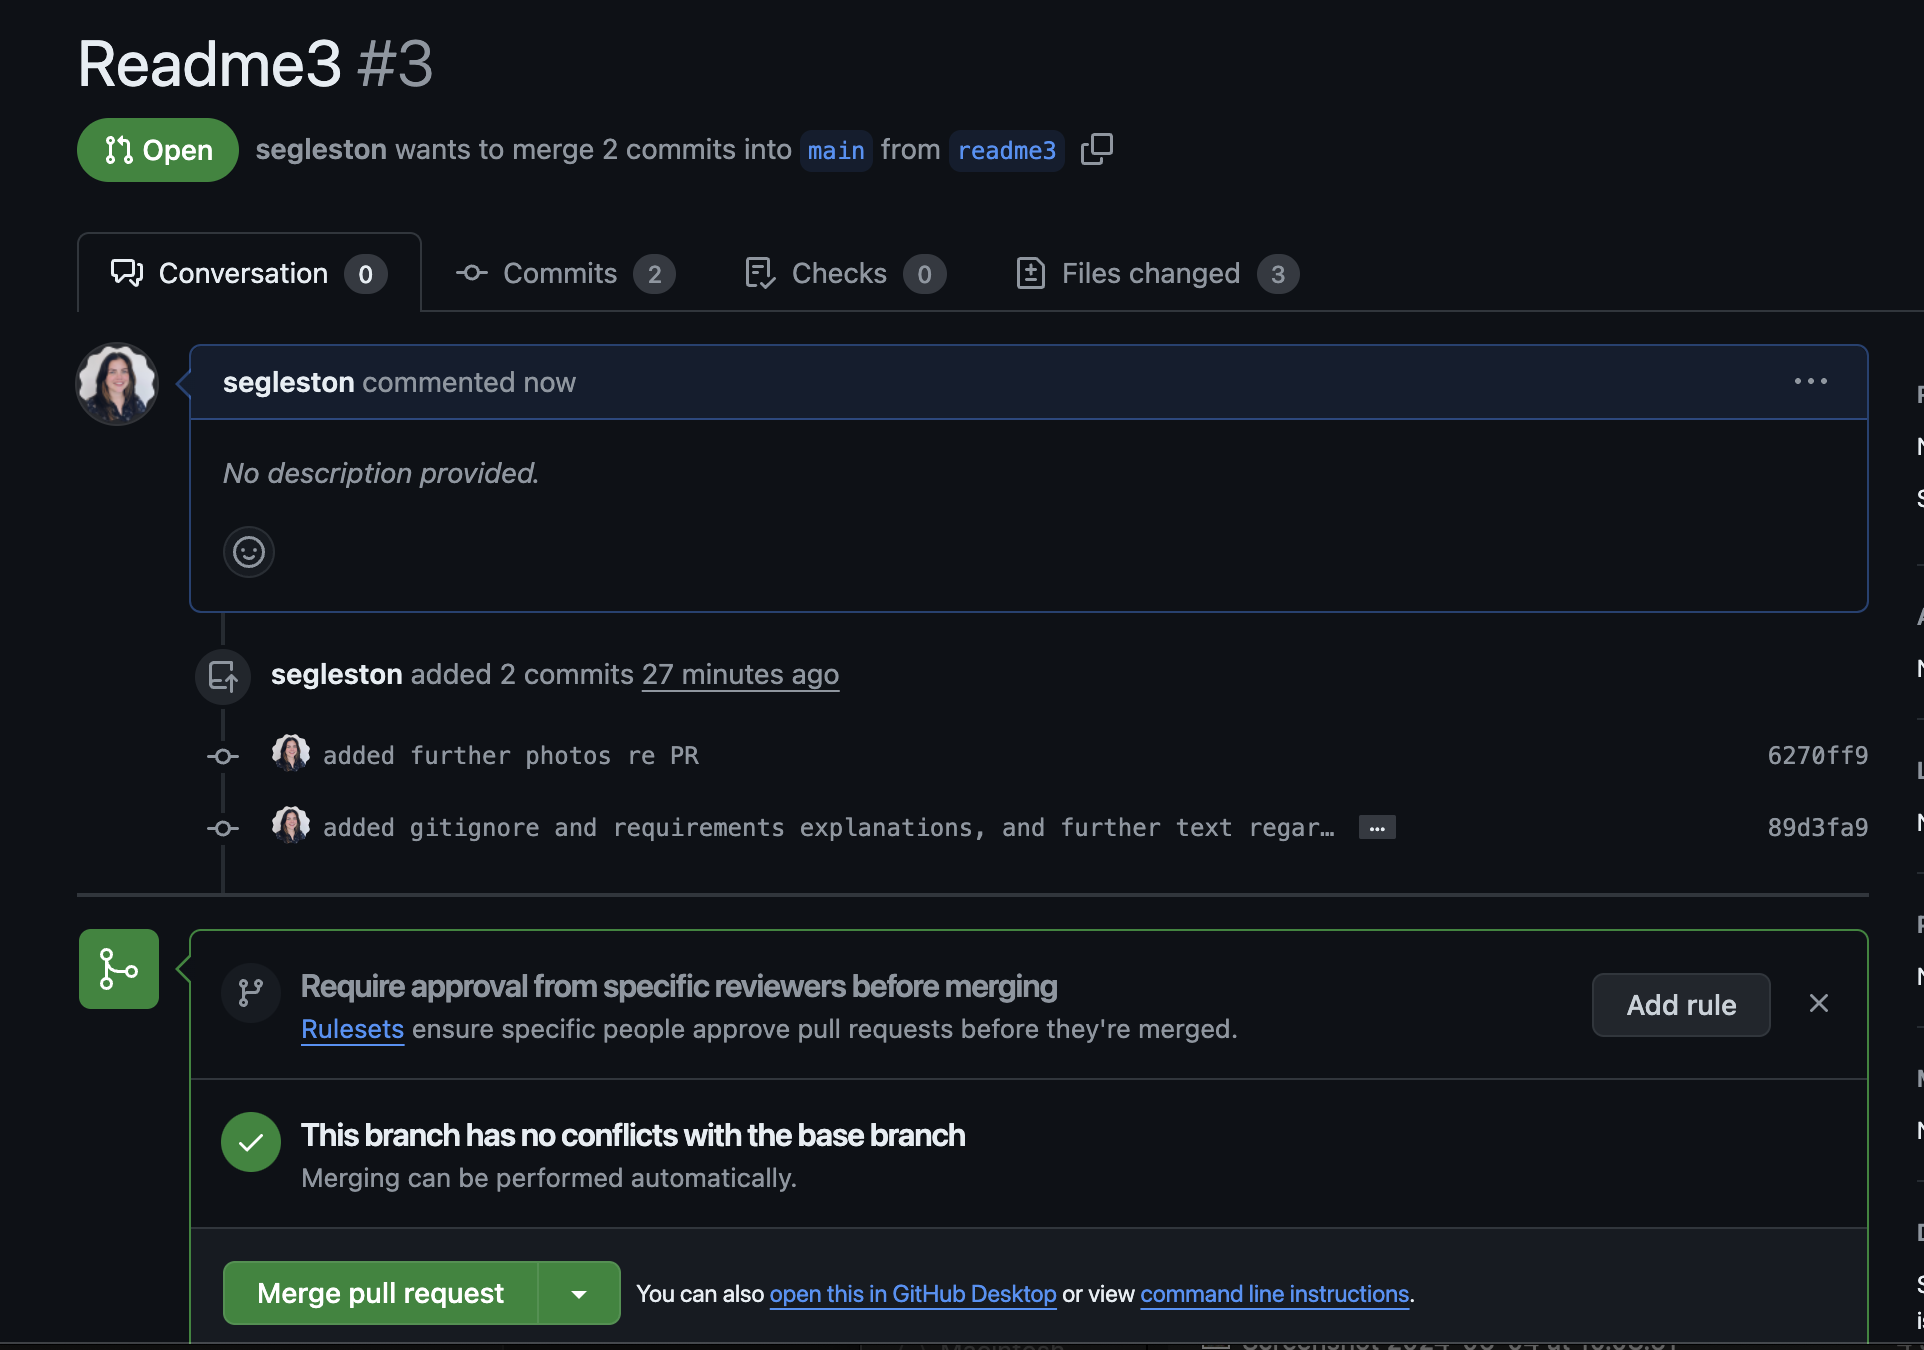 Readme3 #3
Open segleston wants to merge 2 commits into main from readme3
Conversation 0 Commits 2 Checks 0 Files changed 3
segleston commented now
No description provided.
segleston added 2 commits 27 minutes ago
added further photos re PR 6270ff9
added gitignore and requirements explanations, and further text regar… 89d3fa9
Require approval from specific reviewers before merging
Rulesets ensure specific people approve pull requests before they're merged.
Add rule
This branch has no conflicts with the base branch
Merging can be performed automatically.
Merge pull request You can also open this in GitHub Desktop or view command line instructions.